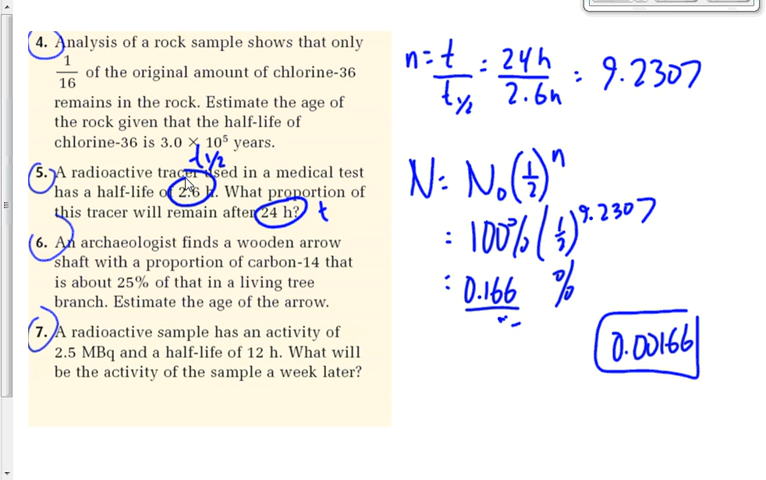 4. Analysis of a rock sample shows that only
1/16 of the original amount of chlorine-36
remains in the rock. Estimate the age of
the rock given that the half-life of
chlorine-36 is 3.0 × 10⁵ years.
t½
5. A radioactive tracer used in a medical test
has a half-life of 2.6 h. What proportion of
this tracer will remain after 24 h? t
6. An archaeologist finds a wooden arrow
shaft with a proportion of carbon-14 that
is about 25% of that in a living tree
branch. Estimate the age of the arrow.
7. A radioactive sample has an activity of
2.5 MBq and a half-life of 12 h. What will
be the activity of the sample a week later?
n = t/t½ = 24h/2.6h = 9.2307
N = N₀(½)ⁿ
= 100% (½)^9.2307
= 0.166 %
0.00166